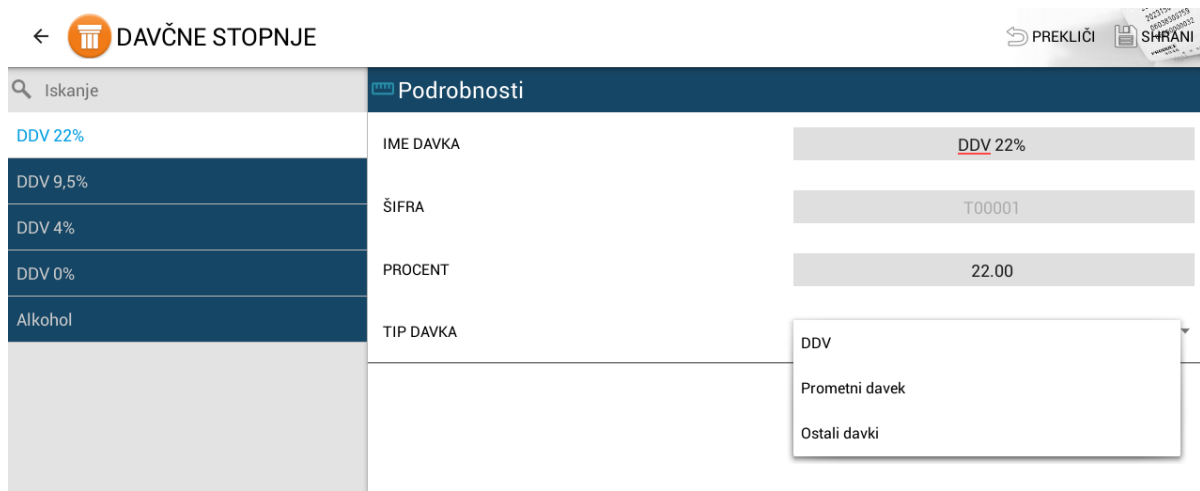 DAVČNE STOPNJE
PREKLIČI
SHRANI
Iskanje
DDV 22%
DDV 9,5%
DDV 4%
DDV 0%
Alkohol
Podrobnosti
IME DAVKA
DDV 22%
ŠIFRA
T00001
PROCENT
22.00
TIP DAVKA
DDV
Prometni davek
Ostali davki